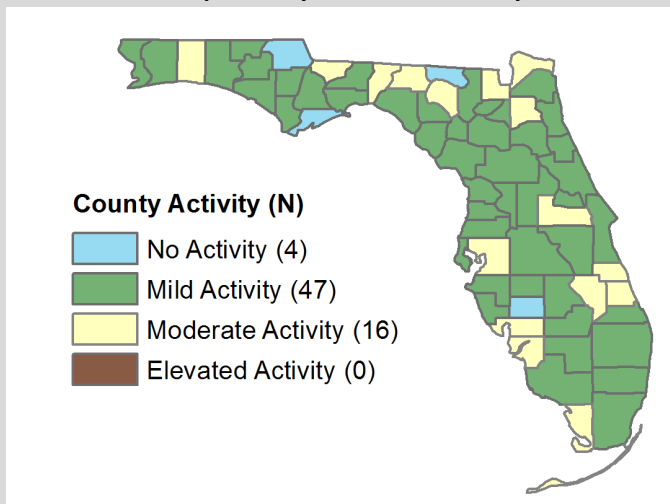 County Activity (N)
No Activity (4)
Mild Activity (47)
Moderate Activity (16)
Elevated Activity (0)